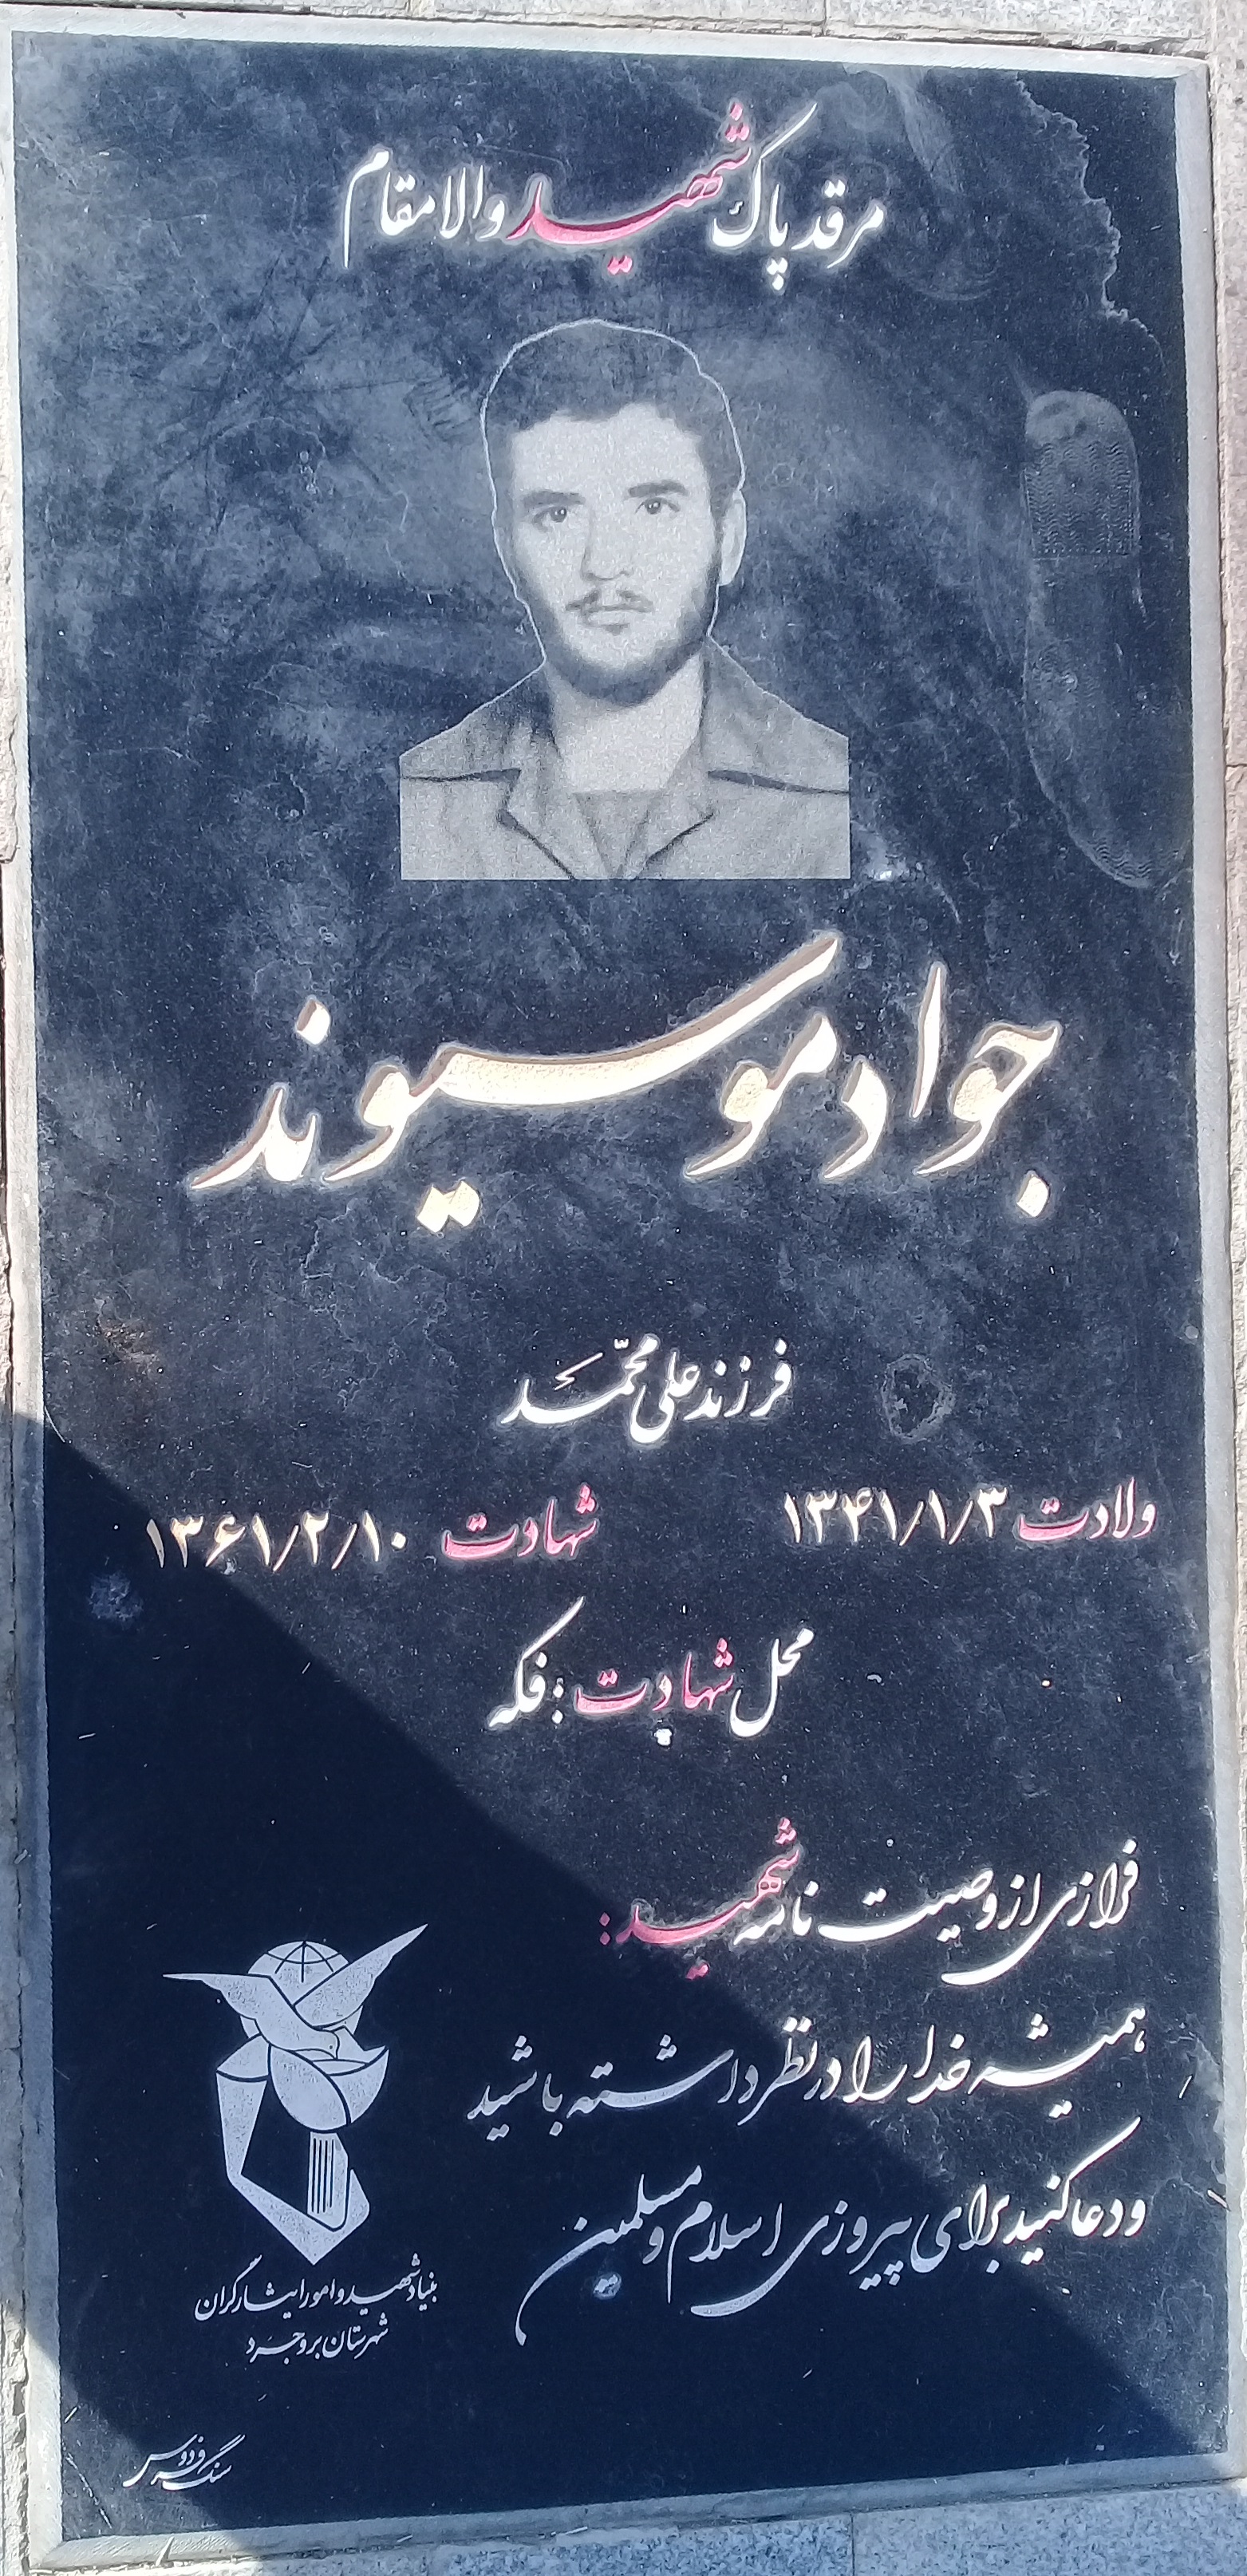 مرقد پاک شهید والامقام
جواد موسیوند
فرزند علی محمّد
ولادت ۱۳۴۱/۱/۳ شهادت ۱۳۶۱/۲/۱۰
محل شهادت : فکه
فرازی از وصیت نامه شهید :
همیشه خدا را در نظر داشته باشید
و دعا کنید برای پیروزی اسلام و مسلمین
بنیاد شهید و امور ایثارگران
شهرستان بروجرد
سنگ فردوس